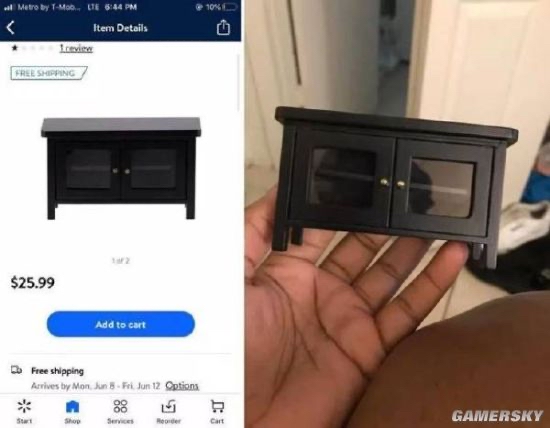 Metro by T-Mob... LTE 6:44 PM 10%
Item Details
1 review
FREE SHIPPING
1 of 2
$25.99
Add to cart
Free shipping
Arrives by Mon, Jun 8 - Fri, Jun 12 Options
Start Shop Services Reorder Cart
GAMERSKY